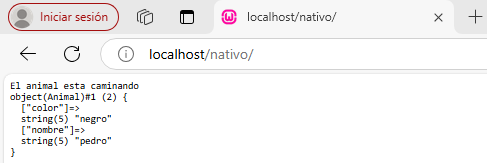 Iniciar sesión
localhost/nativo/
localhost/nativo/
El animal esta caminando
object(Animal)#1 (2) {
  ["color"]=>
  string(5) "negro"
  ["nombre"]=>
  string(5) "pedro"
}